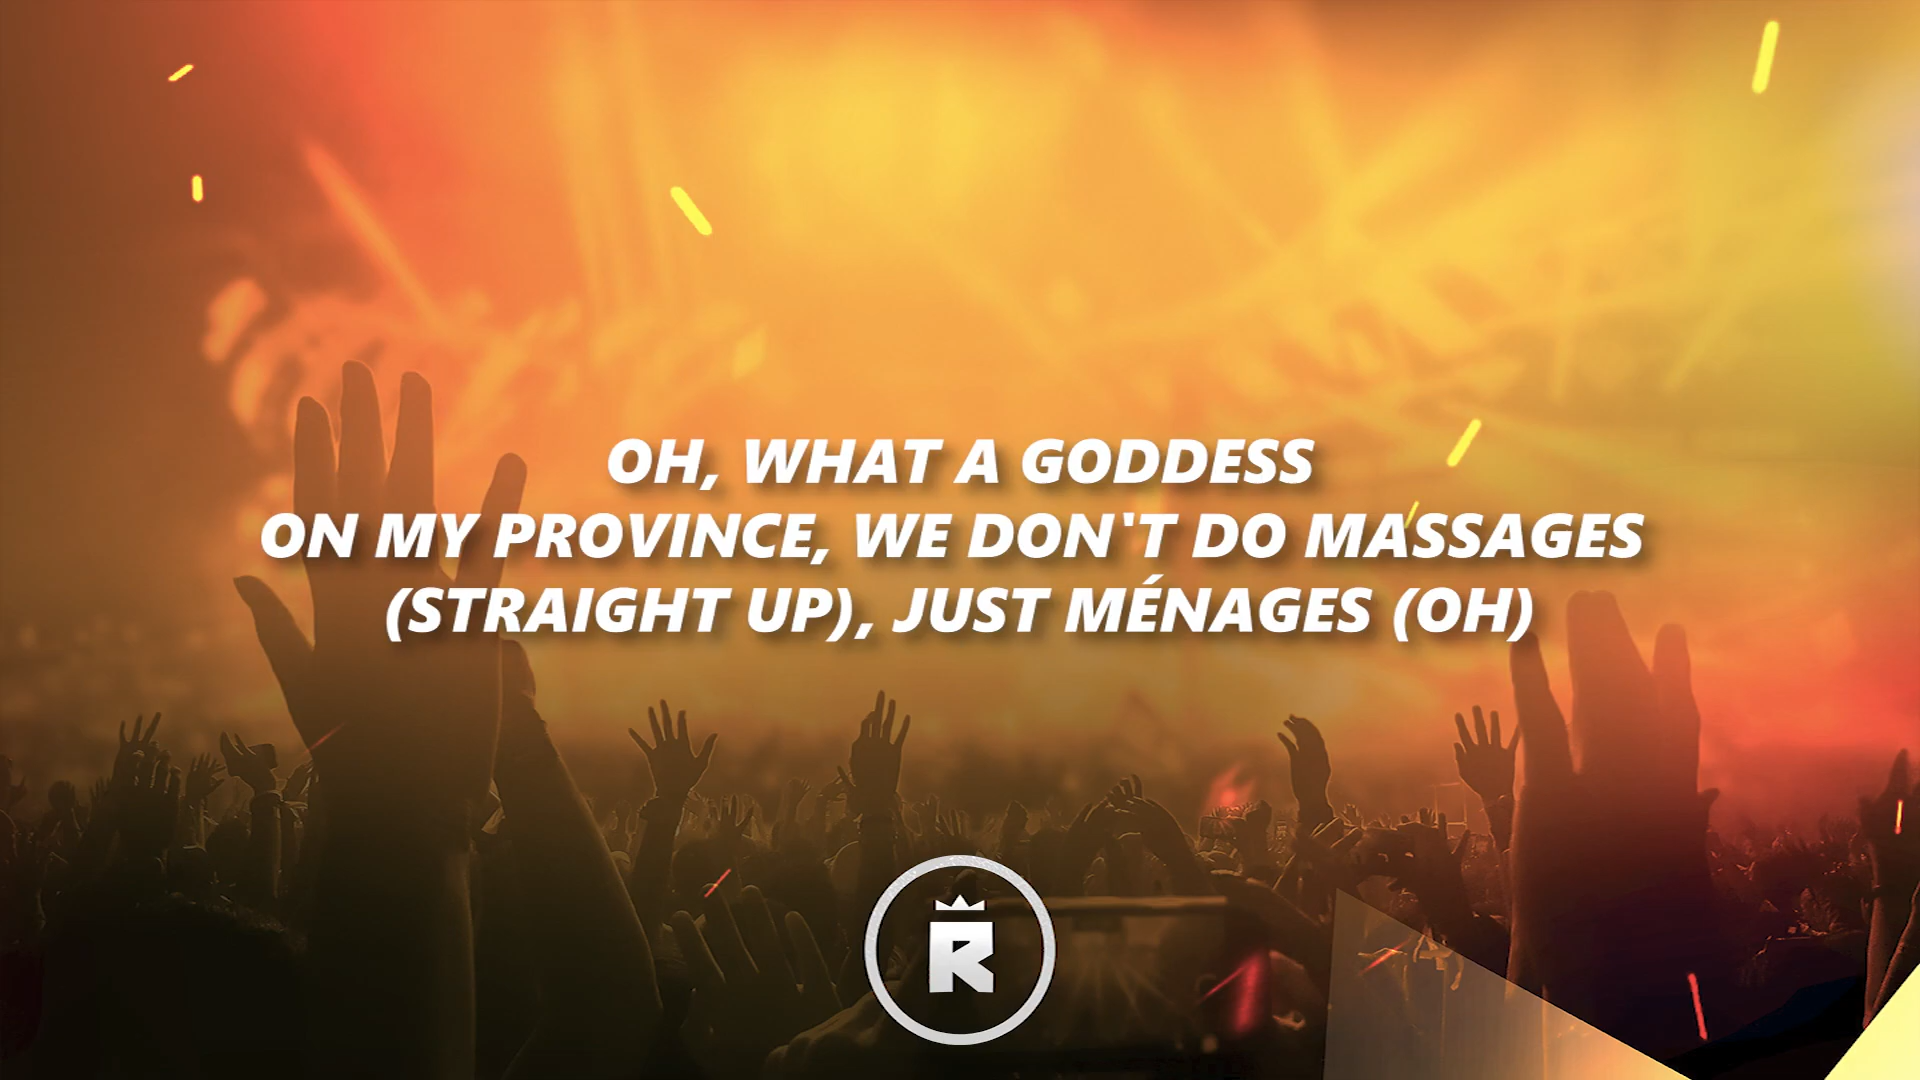 OH, WHAT A GODDESS
ON MY PROVINCE, WE DON'T DO MASSAGES
(STRAIGHT UP), JUST MÉNAGES (OH)
R